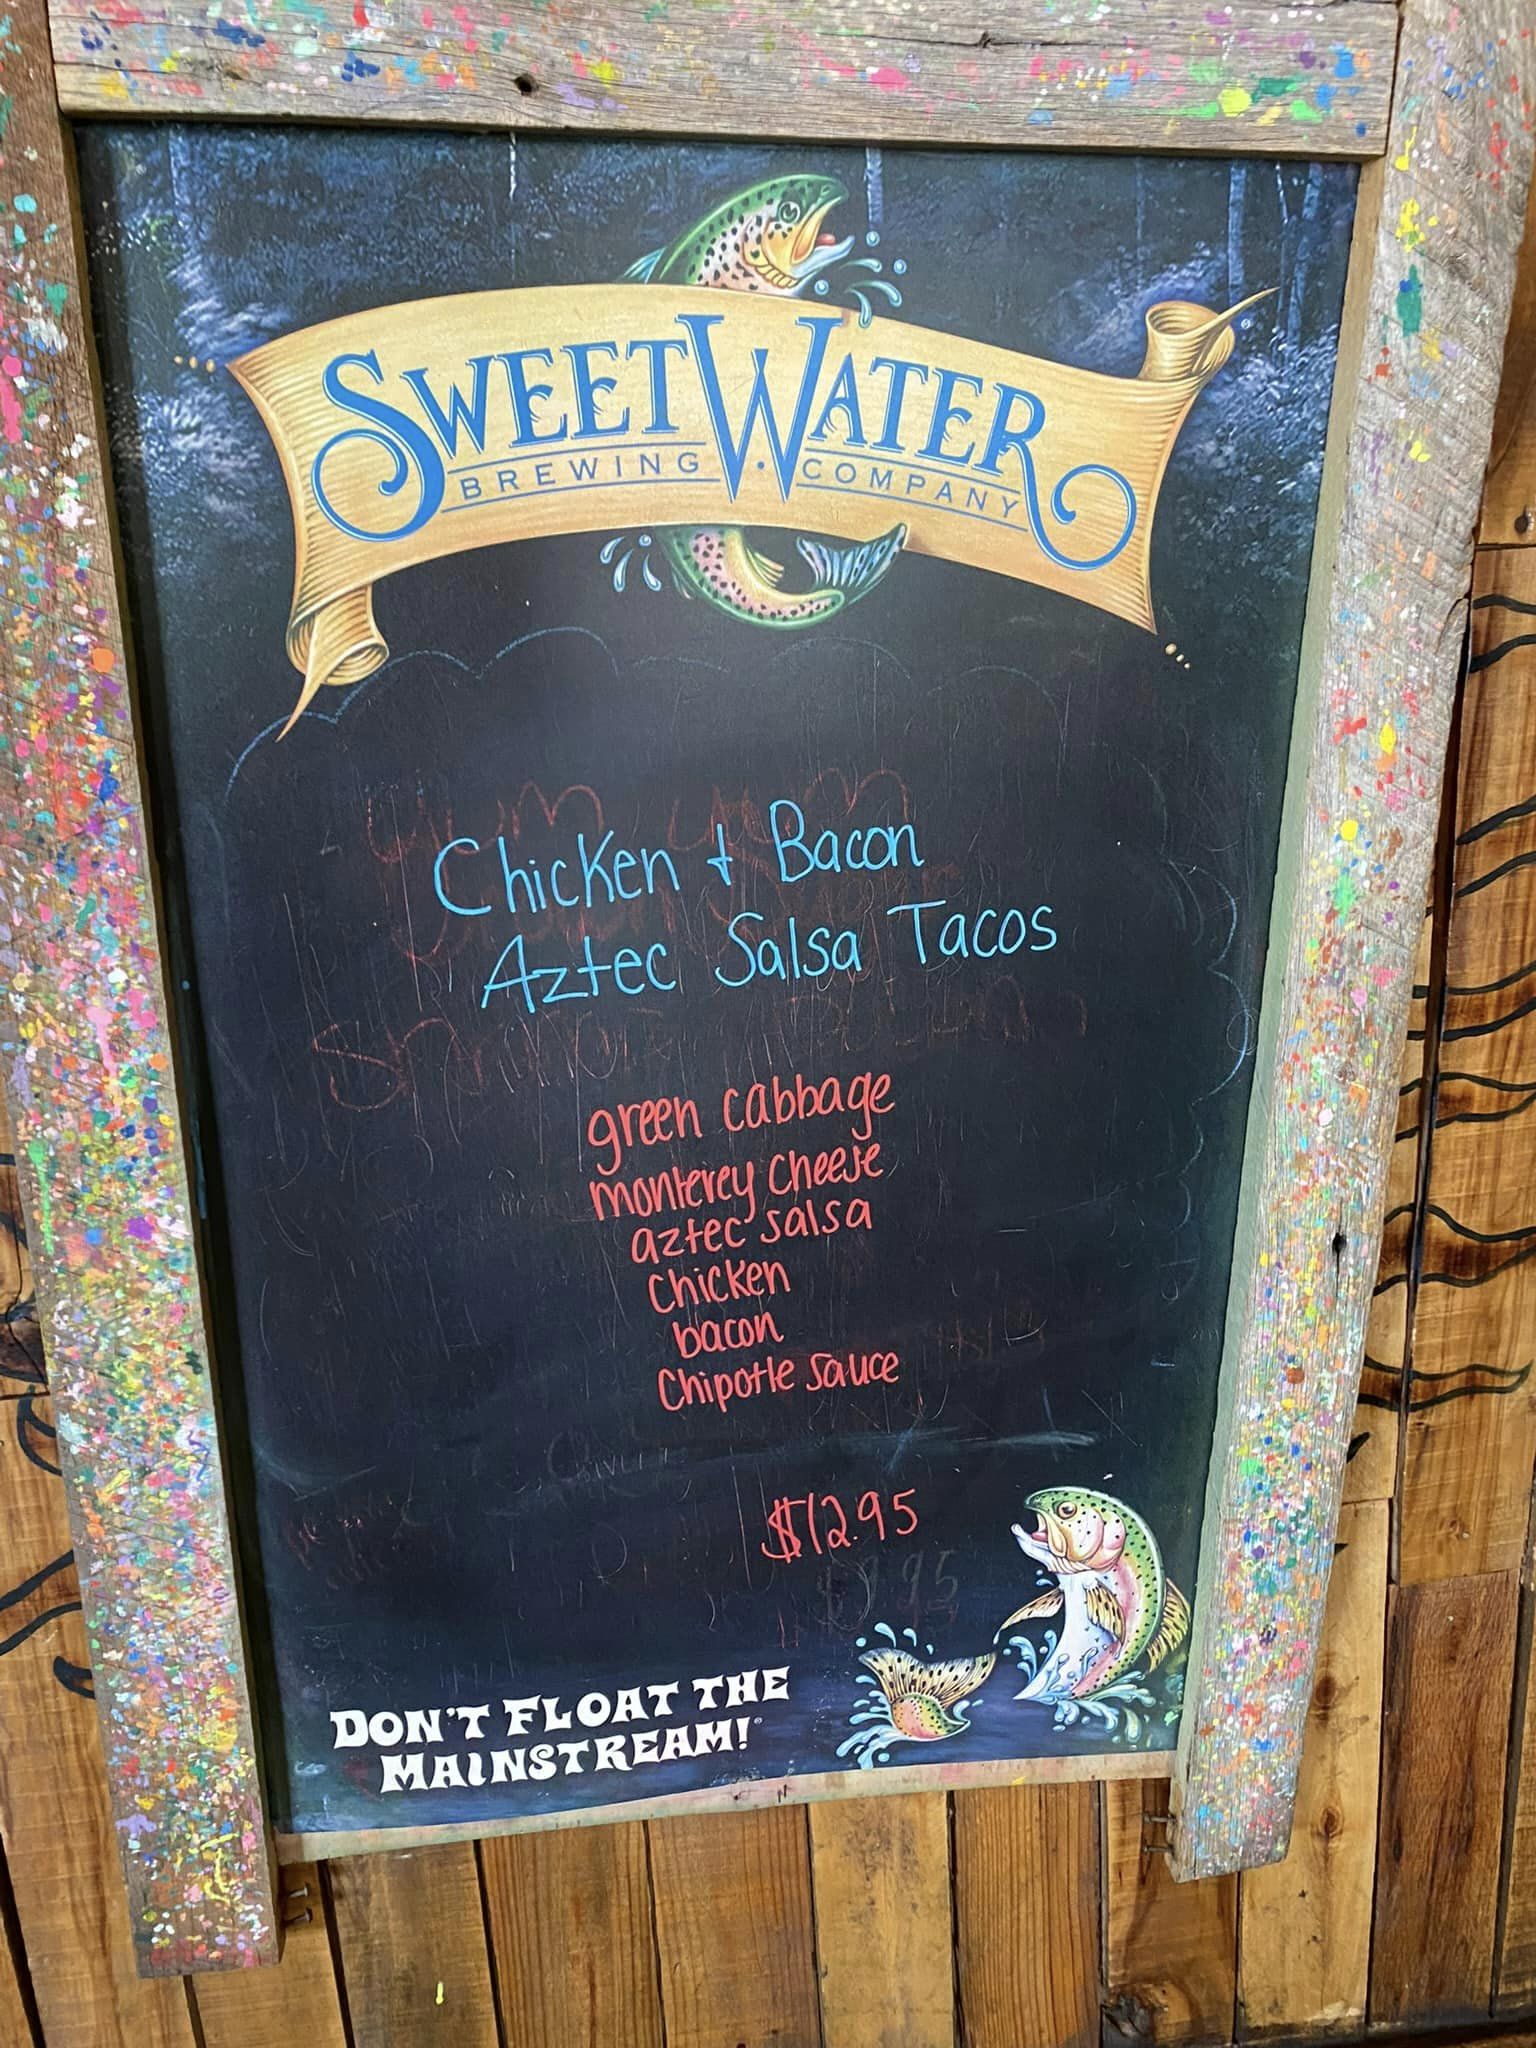 SWEETWATER
BREWING COMPANY
Chicken + Bacon
Aztec Salsa Tacos
green cabbage
monterey cheese
aztec salsa
Chicken
bacon
Chipotle sauce
$12.95
DON'T FLOAT THE
MAINSTREAM!®